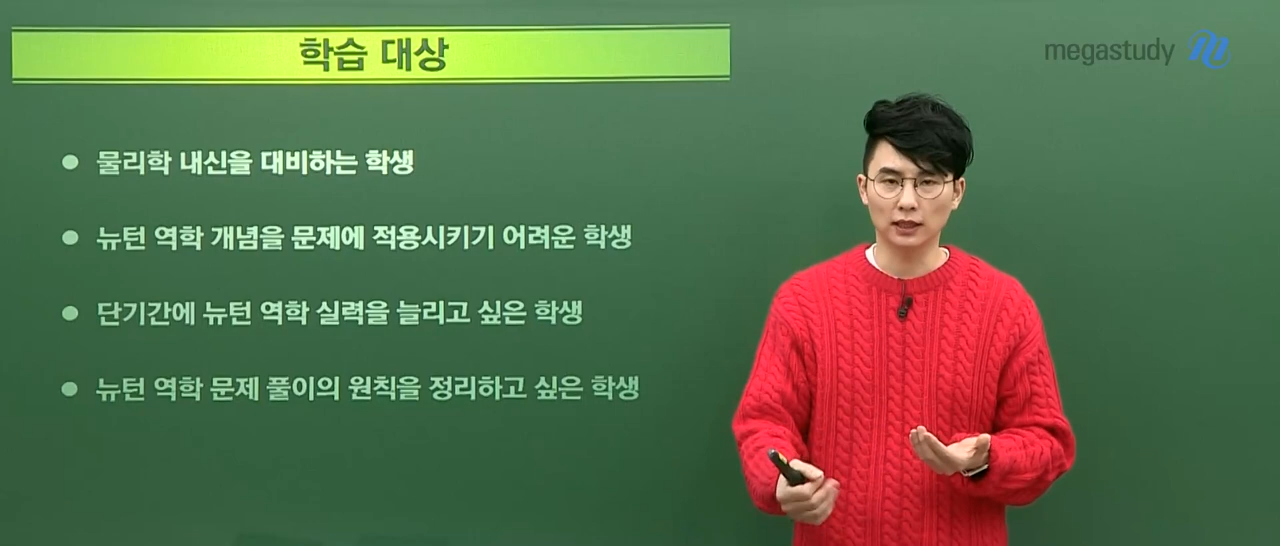 학습 대상
megastudy
● 물리학 내신을 대비하는 학생
● 뉴턴 역학 개념을 문제에 적용시키기 어려운 학생
● 단기간에 뉴턴 역학 실력을 늘리고 싶은 학생
● 뉴턴 역학 문제 풀이의 원칙을 정리하고 싶은 학생